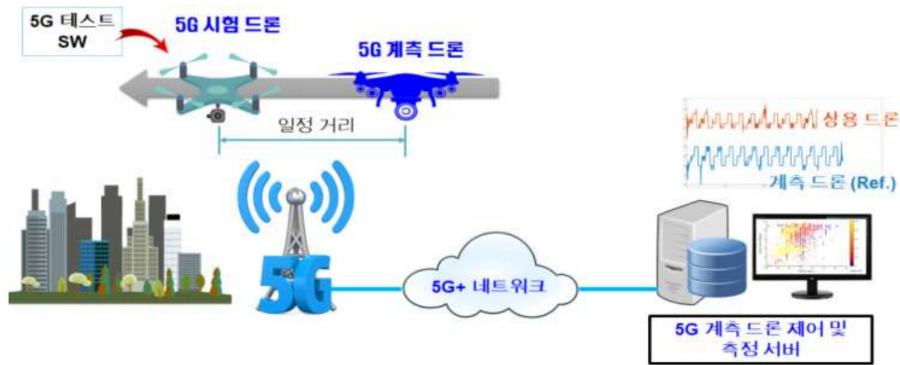 5G 테스트
SW
5G 시험 드론
5G 계측 드론
일정 거리
상용 드론
계측 드론 (Ref.)
5G
5G+ 네트워크
5G 계측 드론 제어 및
측정 서버